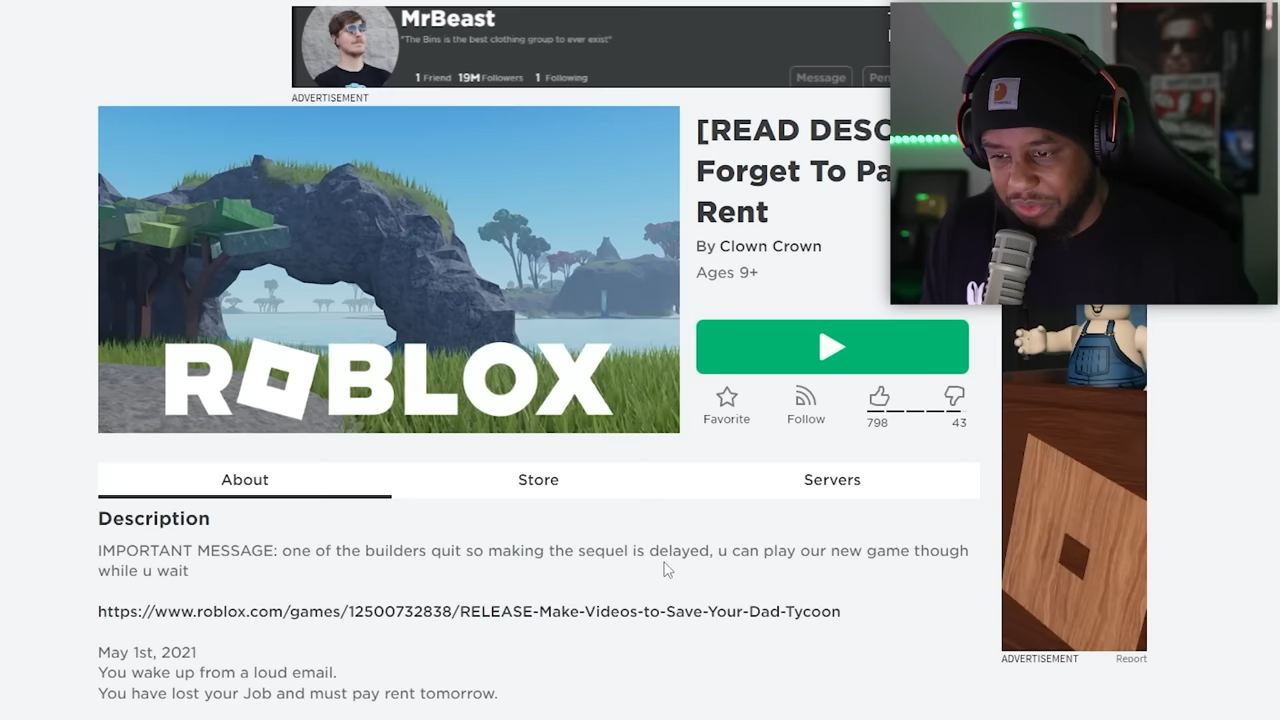 MrBeast
"The Bins is the best clothing group to ever exist"
1 Friend 19M Followers 1 Following
Message
ADVERTISEMENT
ROBLOX
[READ DESC
Forget To Pa
Rent
By Clown Crown
Ages 9+
Favorite Follow 798 43
About Store Servers
Description
IMPORTANT MESSAGE: one of the builders quit so making the sequel is delayed, u can play our new game though
while u wait
https://www.roblox.com/games/12500732838/RELEASE-Make-Videos-to-Save-Your-Dad-Tycoon
May 1st, 2021
You wake up from a loud email.
You have lost your Job and must pay rent tomorrow.
ADVERTISEMENT Report